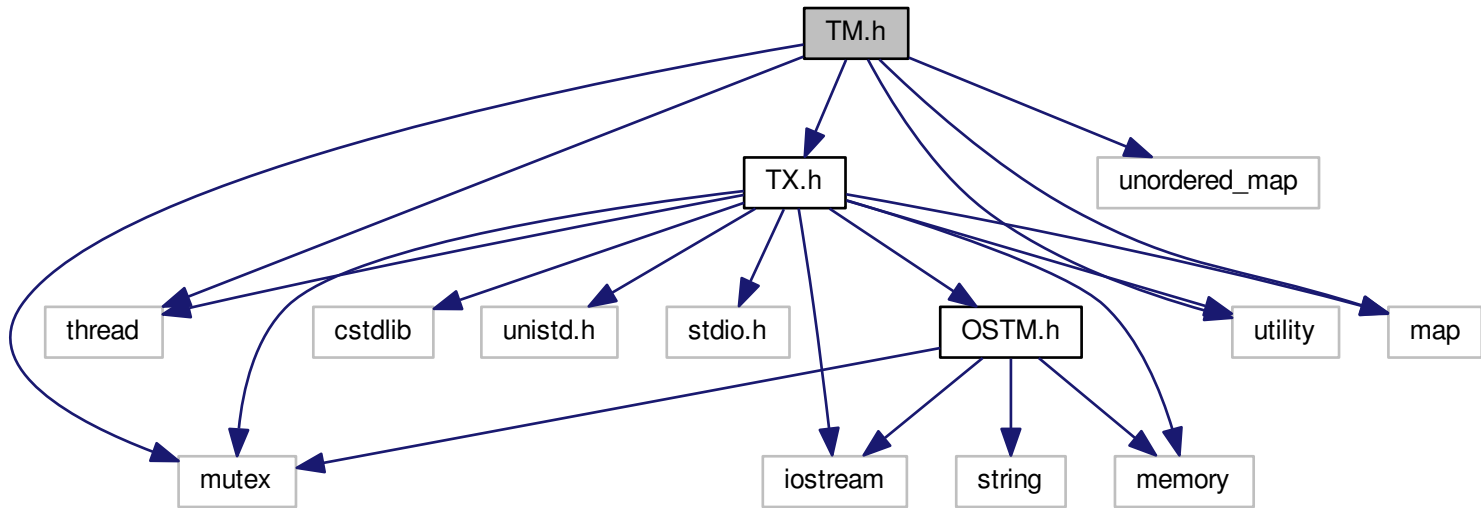 TM.h
TX.h
unordered_map
thread
cstdlib
unistd.h
stdio.h
OSTM.h
utility
map
mutex
iostream
string
memory